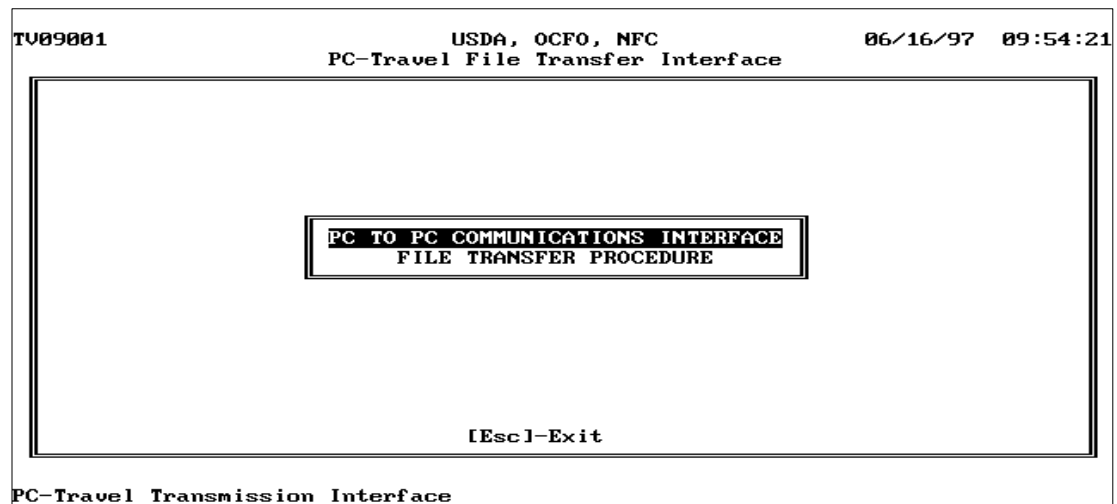 TV09001 USDA, OCFO, NFC 06/16/97 09:54:21
PC-Travel File Transfer Interface
PC TO PC COMMUNICATIONS INTERFACE
FILE TRANSFER PROCEDURE
[Esc]-Exit
PC-Travel Transmission Interface